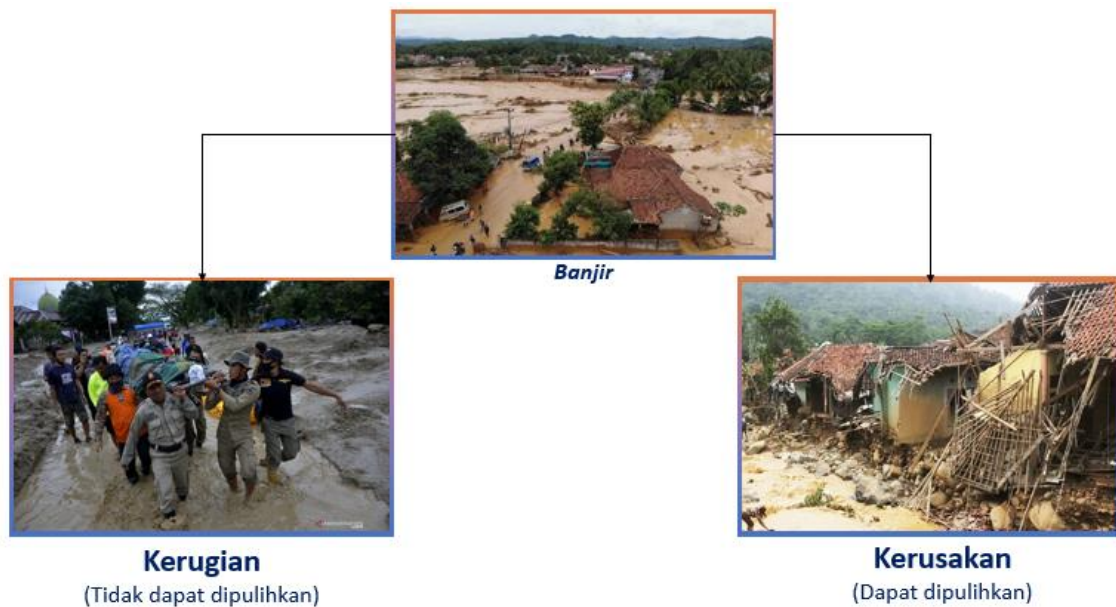 Banjir
Kerugian
(Tidak dapat dipulihkan)
Kerusakan
(Dapat dipulihkan)